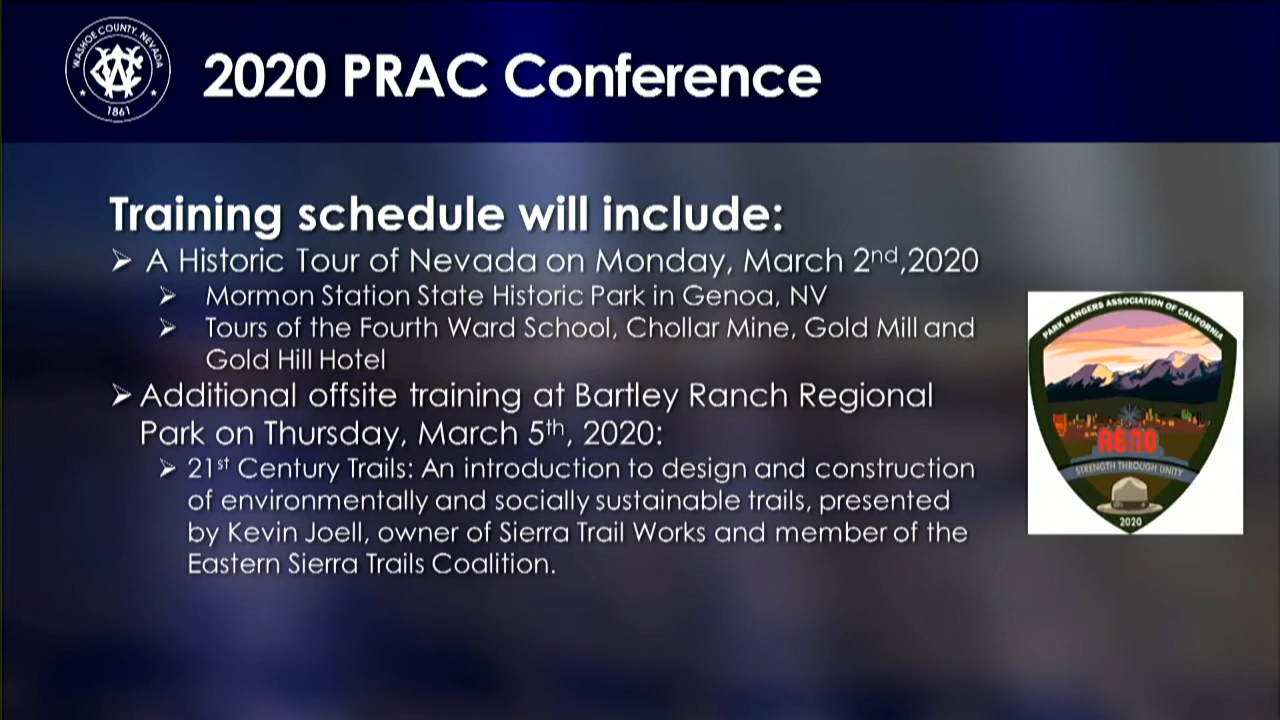 WASHOE COUNTY, NEVADA
1861
2020 PRAC Conference
Training schedule will include:
➢ A Historic Tour of Nevada on Monday, March 2nd,2020
➢ Mormon Station State Historic Park in Genoa, NV
➢ Tours of the Fourth Ward School, Chollar Mine, Gold Mill and
Gold Hill Hotel
➢ Additional offsite training at Bartley Ranch Regional
Park on Thursday, March 5th, 2020:
➢ 21st Century Trails: An introduction to design and construction
of environmentally and socially sustainable trails, presented
by Kevin Joell, owner of Sierra Trail Works and member of the
Eastern Sierra Trails Coalition.
PARK RANGERS ASSOCIATION OF CALIFORNIA
RENO
STRENGTH THROUGH UNITY
2020